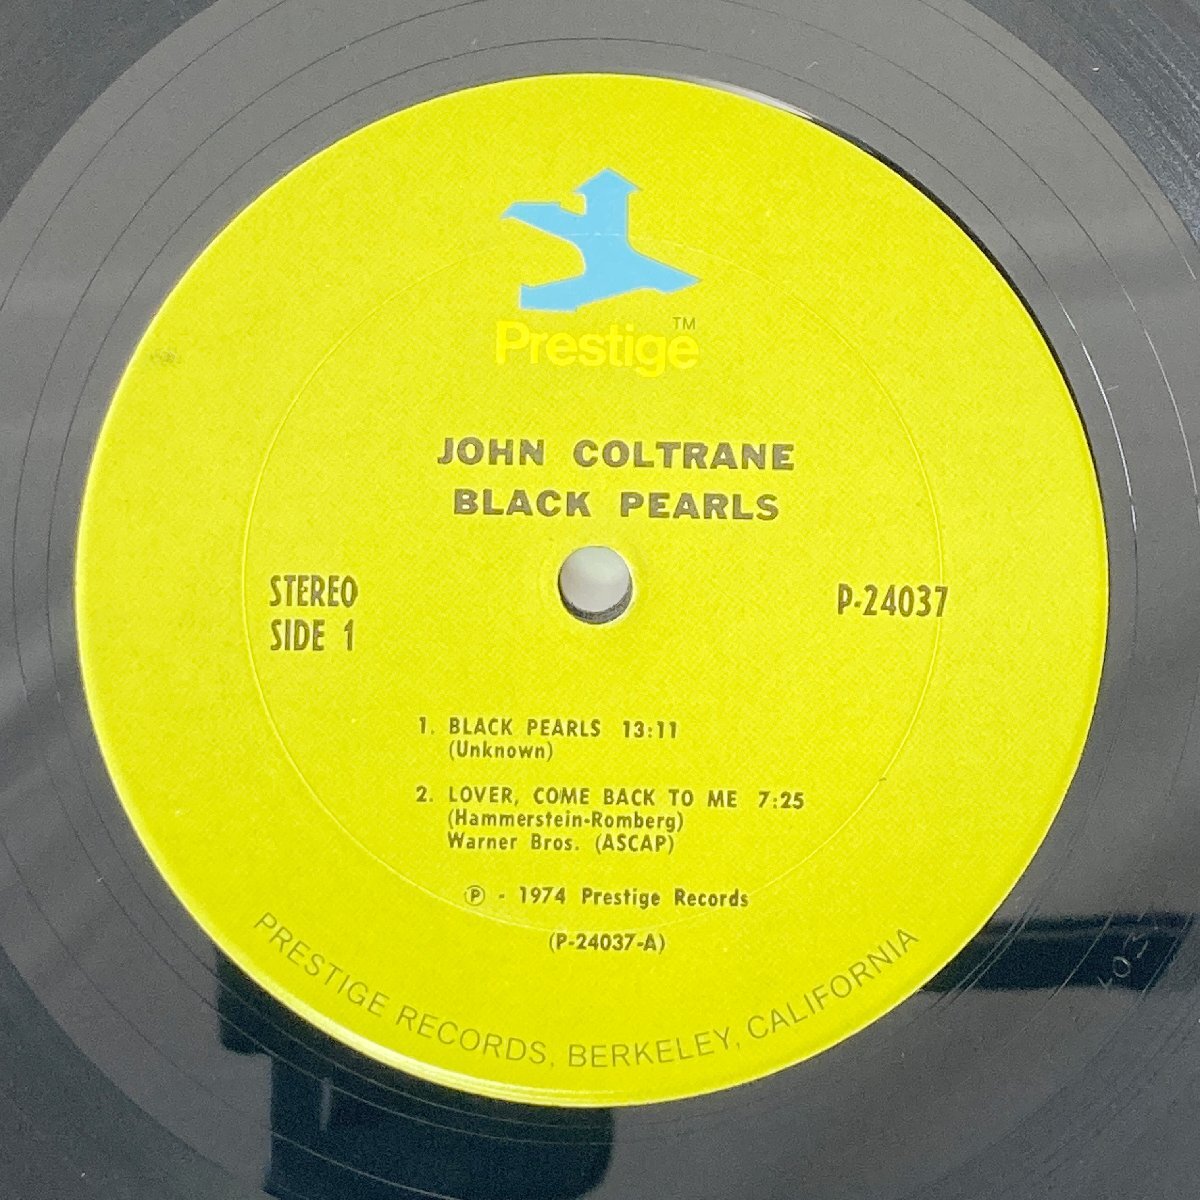 Prestige™
JOHN COLTRANE
BLACK PEARLS
STEREO
SIDE 1
P-24037
1. BLACK PEARLS 13:11
(Unknown)
2. LOVER, COME BACK TO ME 7:25
(Hammerstein-Romberg)
Warner Bros. (ASCAP)
℗ - 1974 Prestige Records
(P-24037-A)
PRESTIGE RECORDS, BERKELEY, CALIFORNIA